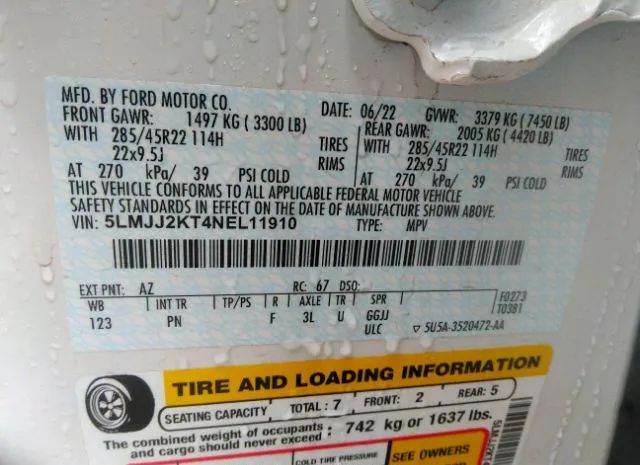 MFD. BY FORD MOTOR CO.
DATE: 06/22 GVWR: 3379 KG ( 7450 LB)
FRONT GAWR: 1497 KG ( 3300 LB) REAR GAWR: 2005 KG ( 4420 LB)
WITH 285/45R22 114H TIRES WITH 285/45R22 114H TIRES
22x9.5J RIMS 22x9.5J RIMS
AT 270 kPa/ 39 PSI COLD AT 270 kPa/ 39 PSI COLD
THIS VEHICLE CONFORMS TO ALL APPLICABLE FEDERAL MOTOR VEHICLE
SAFETY STANDARDS IN EFFECT ON THE DATE OF MANUFACTURE SHOWN ABOVE.
VIN: 5LMJJ2KT4NEL11910 TYPE: MPV
EXT PNT: AZ RC: 67 DSO:
WB INT TR TP/PS R AXLE TR SPR F0273
T0381
123 PN F 3L U GGJJ
ULC 5U5A-3520472-AA
TIRE AND LOADING INFORMATION
SEATING CAPACITY TOTAL: 7 FRONT: 2 REAR: 5
The combined weight of occupants
and cargo should never exceed : 742 kg or 1637 lbs.
COLD TIRE PRESSURE SEE OWNERS